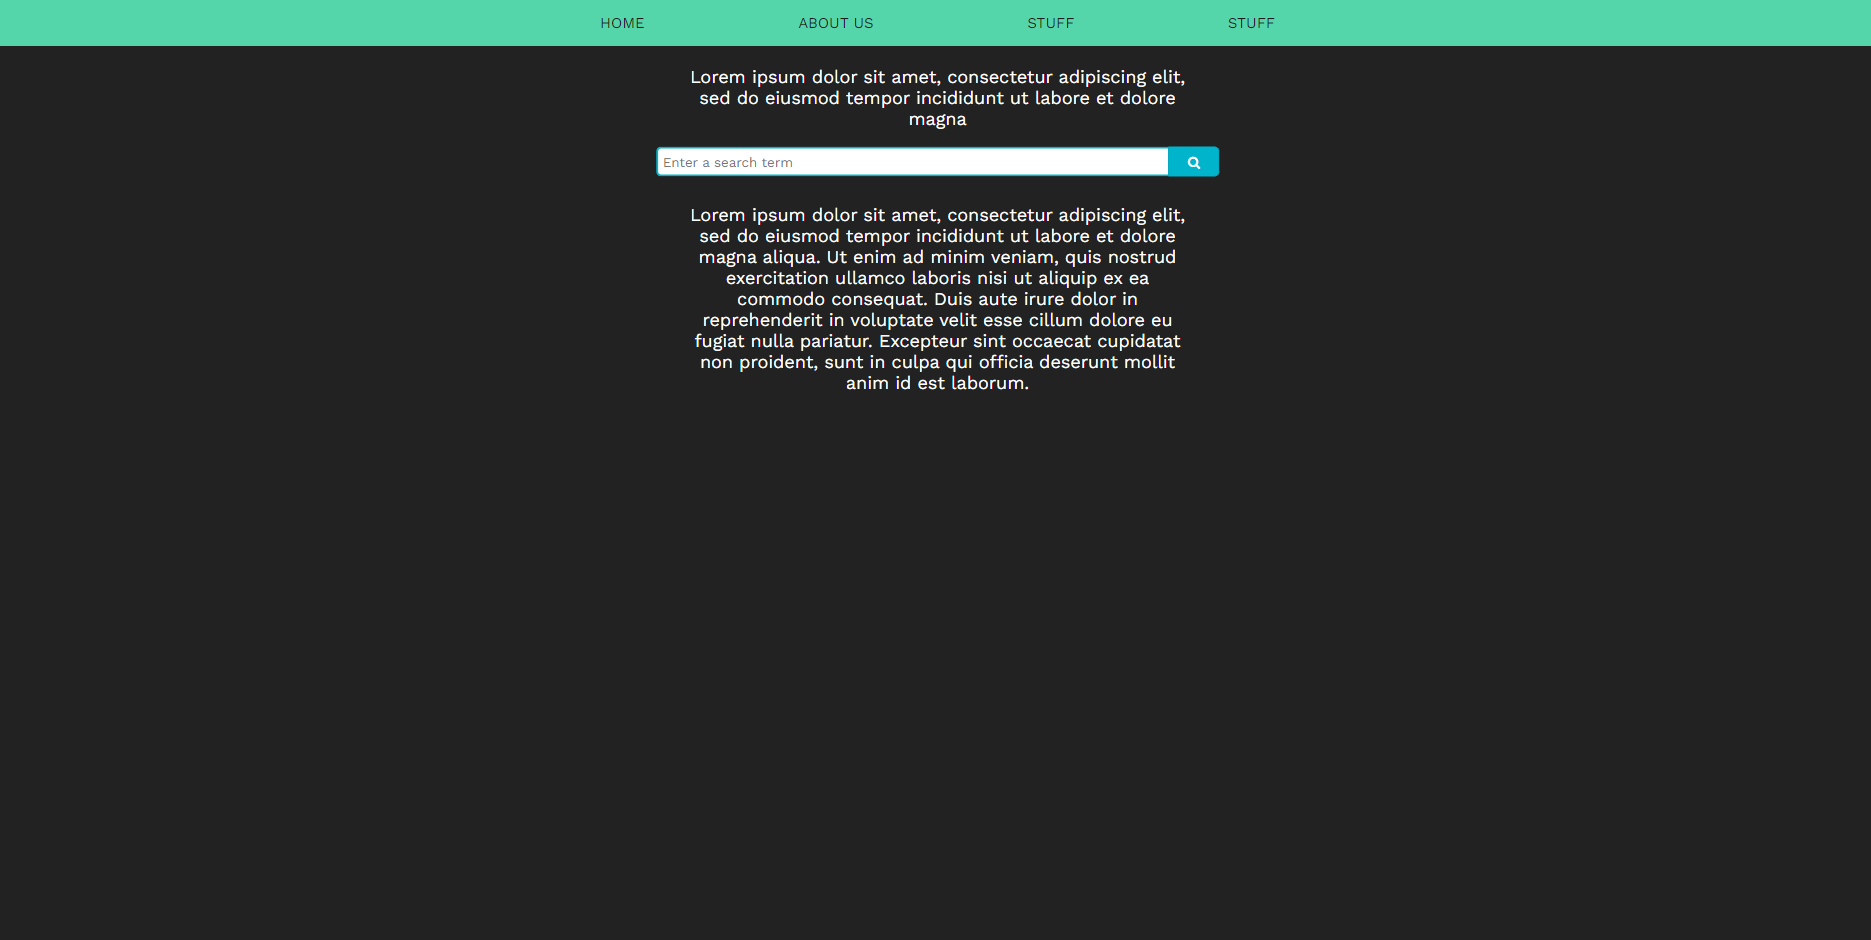 HOME ABOUT US STUFF STUFF
Lorem ipsum dolor sit amet, consectetur adipiscing elit,
sed do eiusmod tempor incididunt ut labore et dolore
magna
Enter a search term
Lorem ipsum dolor sit amet, consectetur adipiscing elit,
sed do eiusmod tempor incididunt ut labore et dolore
magna aliqua. Ut enim ad minim veniam, quis nostrud
exercitation ullamco laboris nisi ut aliquip ex ea
commodo consequat. Duis aute irure dolor in
reprehenderit in voluptate velit esse cillum dolore eu
fugiat nulla pariatur. Excepteur sint occaecat cupidatat
non proident, sunt in culpa qui officia deserunt mollit
anim id est laborum.